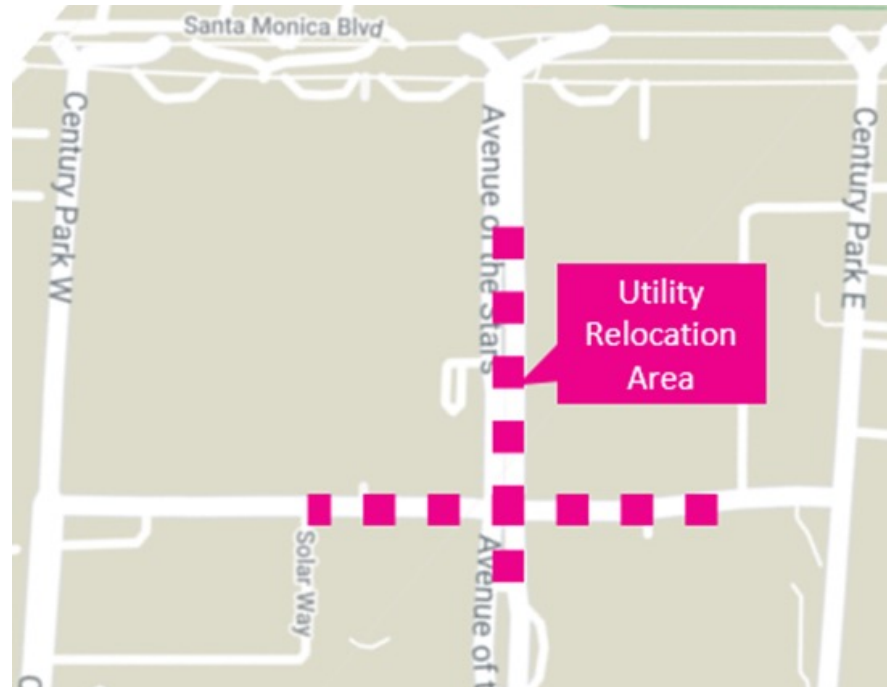 Santa Monica Blvd
Century Park W
Avenue of the Stars
Century Park E
Utility
Relocation
Area
Solar Way
Avenue of t
C